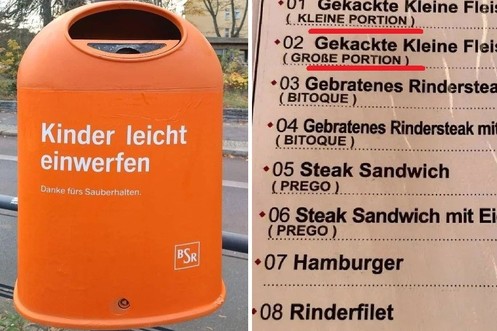 Kinder leicht
einwerfen
Danke fürs Sauberhalten.
BSR
01 Gekackte Kleine
( KLEINE PORTION )
02 Gekackte Kleine
( GROßE PORTION )
03 Gebratenes
( BITOQUE )
04 Gebratenes Rindersteak mit
( BITOQUE )
05 Steak Sandwich
( PREGO )
06 Steak Sandwich mit
( PREGO )
07 Hamburger
08 Rinderfilet